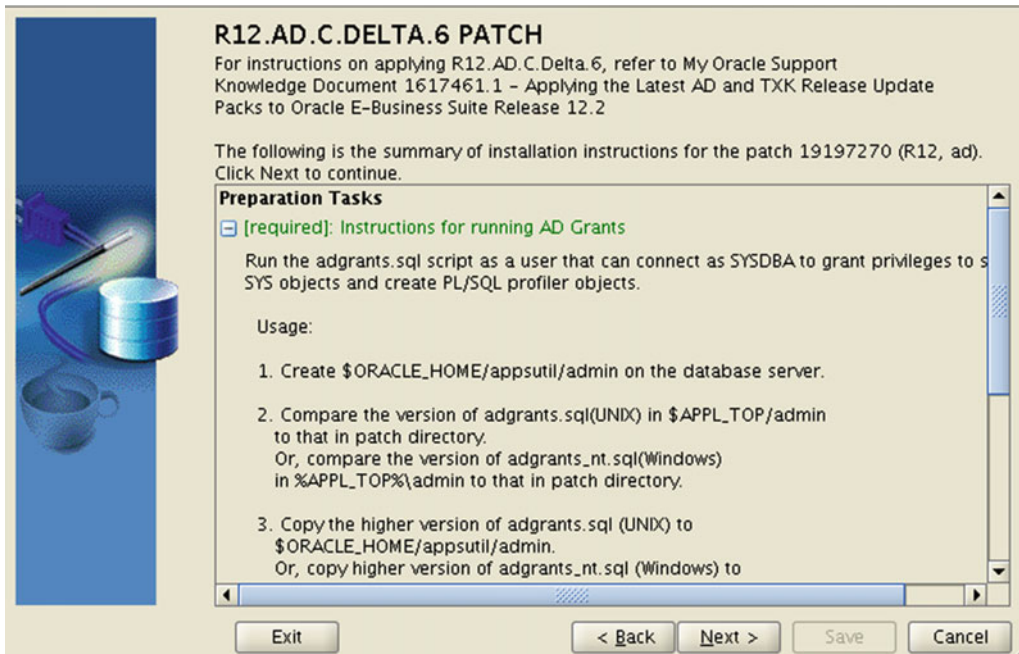 R12.AD.C.DELTA.6 PATCH
For instructions on applying R12.AD.C.Delta.6, refer to My Oracle Support
Knowledge Document 1617461.1 - Applying the Latest AD and TXK Release Update
Packs to Oracle E-Business Suite Release 12.2
The following is the summary of installation instructions for the patch 19197270 (R12, ad).
Click Next to continue.
Preparation Tasks
[required]: Instructions for running AD Grants
Run the adgrants.sql script as a user that can connect as SYSDBA to grant privileges to s
SYS objects and create PL/SQL profiler objects.
Usage:
1. Create $ORACLE_HOME/appsutil/admin on the database server.
2. Compare the version of adgrants.sql(UNIX) in $APPL_TOP/admin
to that in patch directory.
Or, compare the version of adgrants_nt.sql(Windows)
in %APPL_TOP%\admin to that in patch directory.
3. Copy the higher version of adgrants.sql (UNIX) to
$ORACLE_HOME/appsutil/admin.
Or, copy higher version of adgrants_nt.sql (Windows) to
Exit
< Back
Next >
Save
Cancel